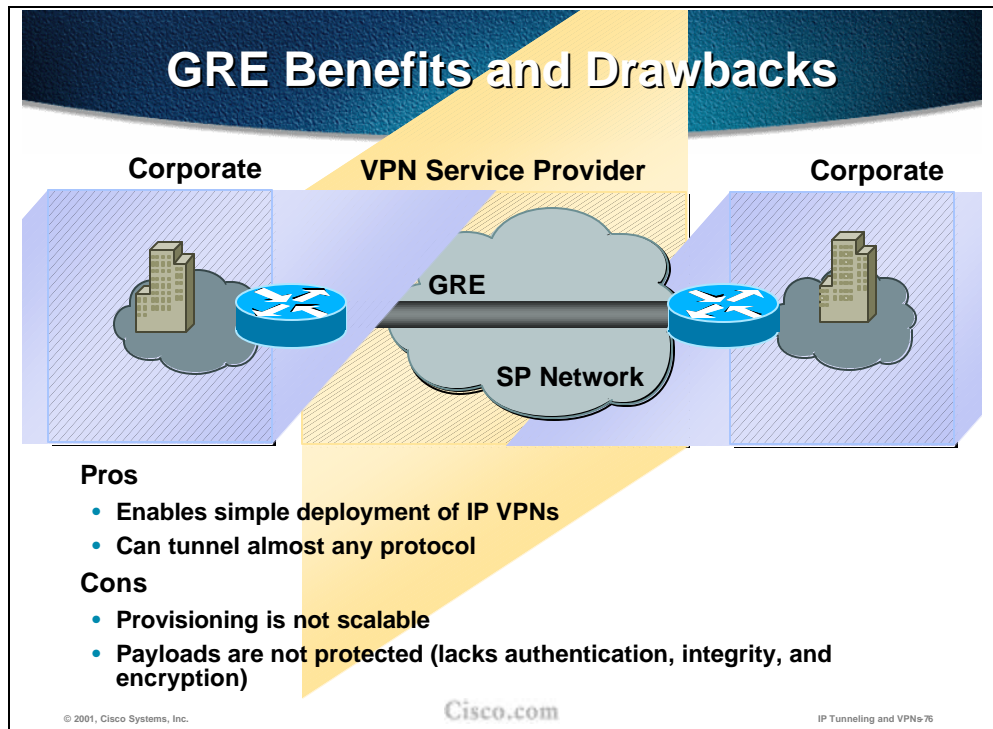 GRE Benefits and Drawbacks
Corporate
VPN Service Provider
Corporate
GRE
SP Network
Pros
• Enables simple deployment of IP VPNs
• Can tunnel almost any protocol
Cons
• Provisioning is not scalable
• Payloads are not protected (lacks authentication, integrity, and
encryption)
© 2001, Cisco Systems, Inc.
Cisco.com
IP Tunneling and VPNs-76